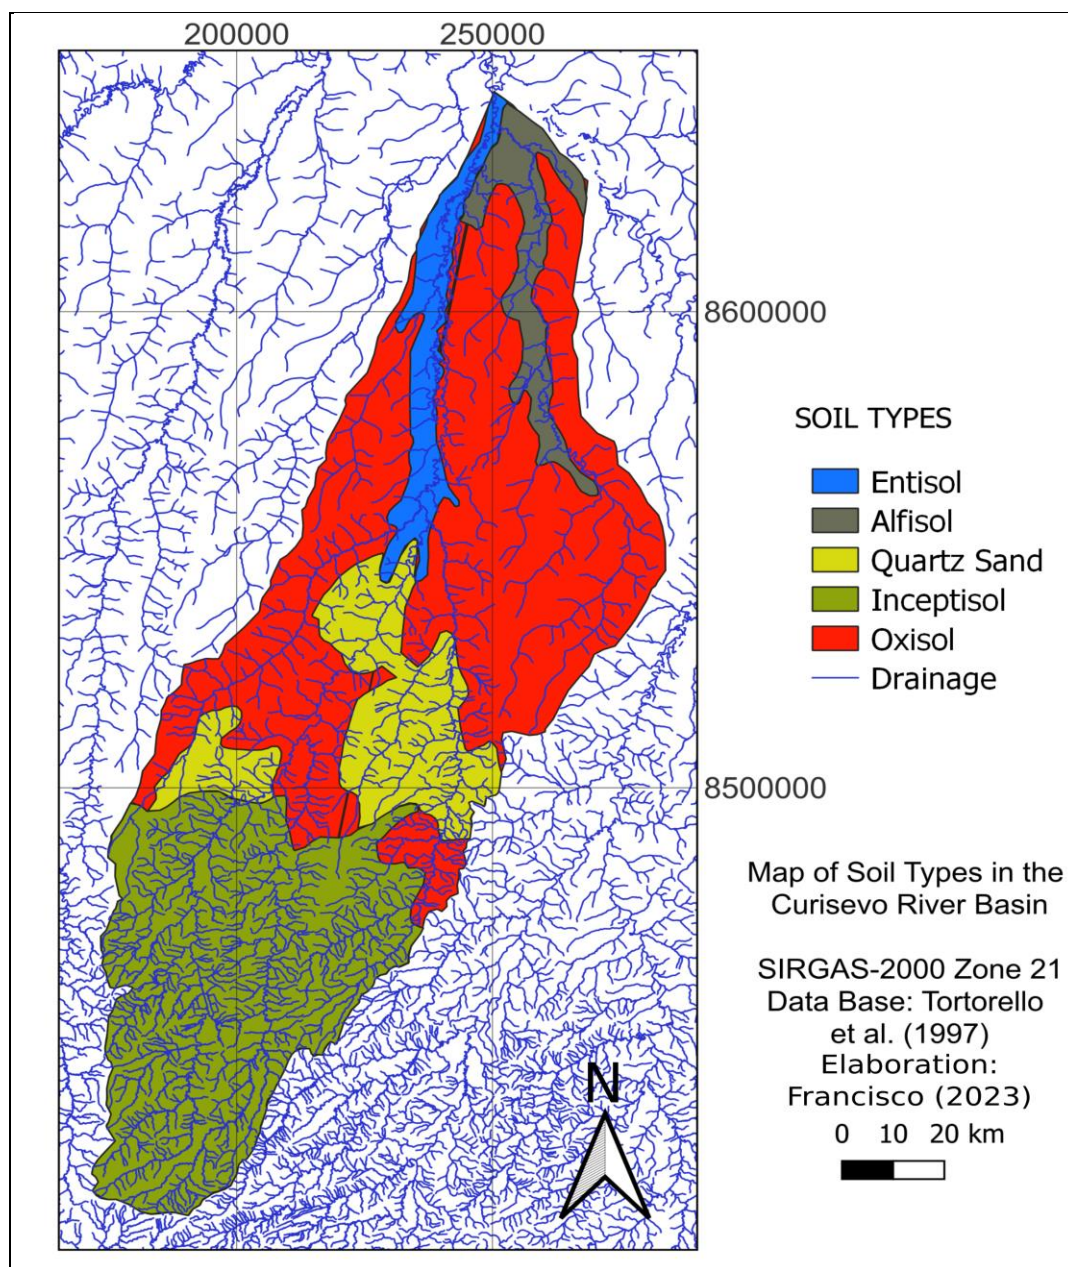 200000 250000
8600000
SOIL TYPES
Entisol
Alfisol
Quartz Sand
Inceptisol
Oxisol
Drainage
8500000
Map of Soil Types in the
Curisevo River Basin
SIRGAS-2000 Zone 21
Data Base: Tortorello
et al. (1997)
Elaboration:
Francisco (2023)
0 10 20 km
N